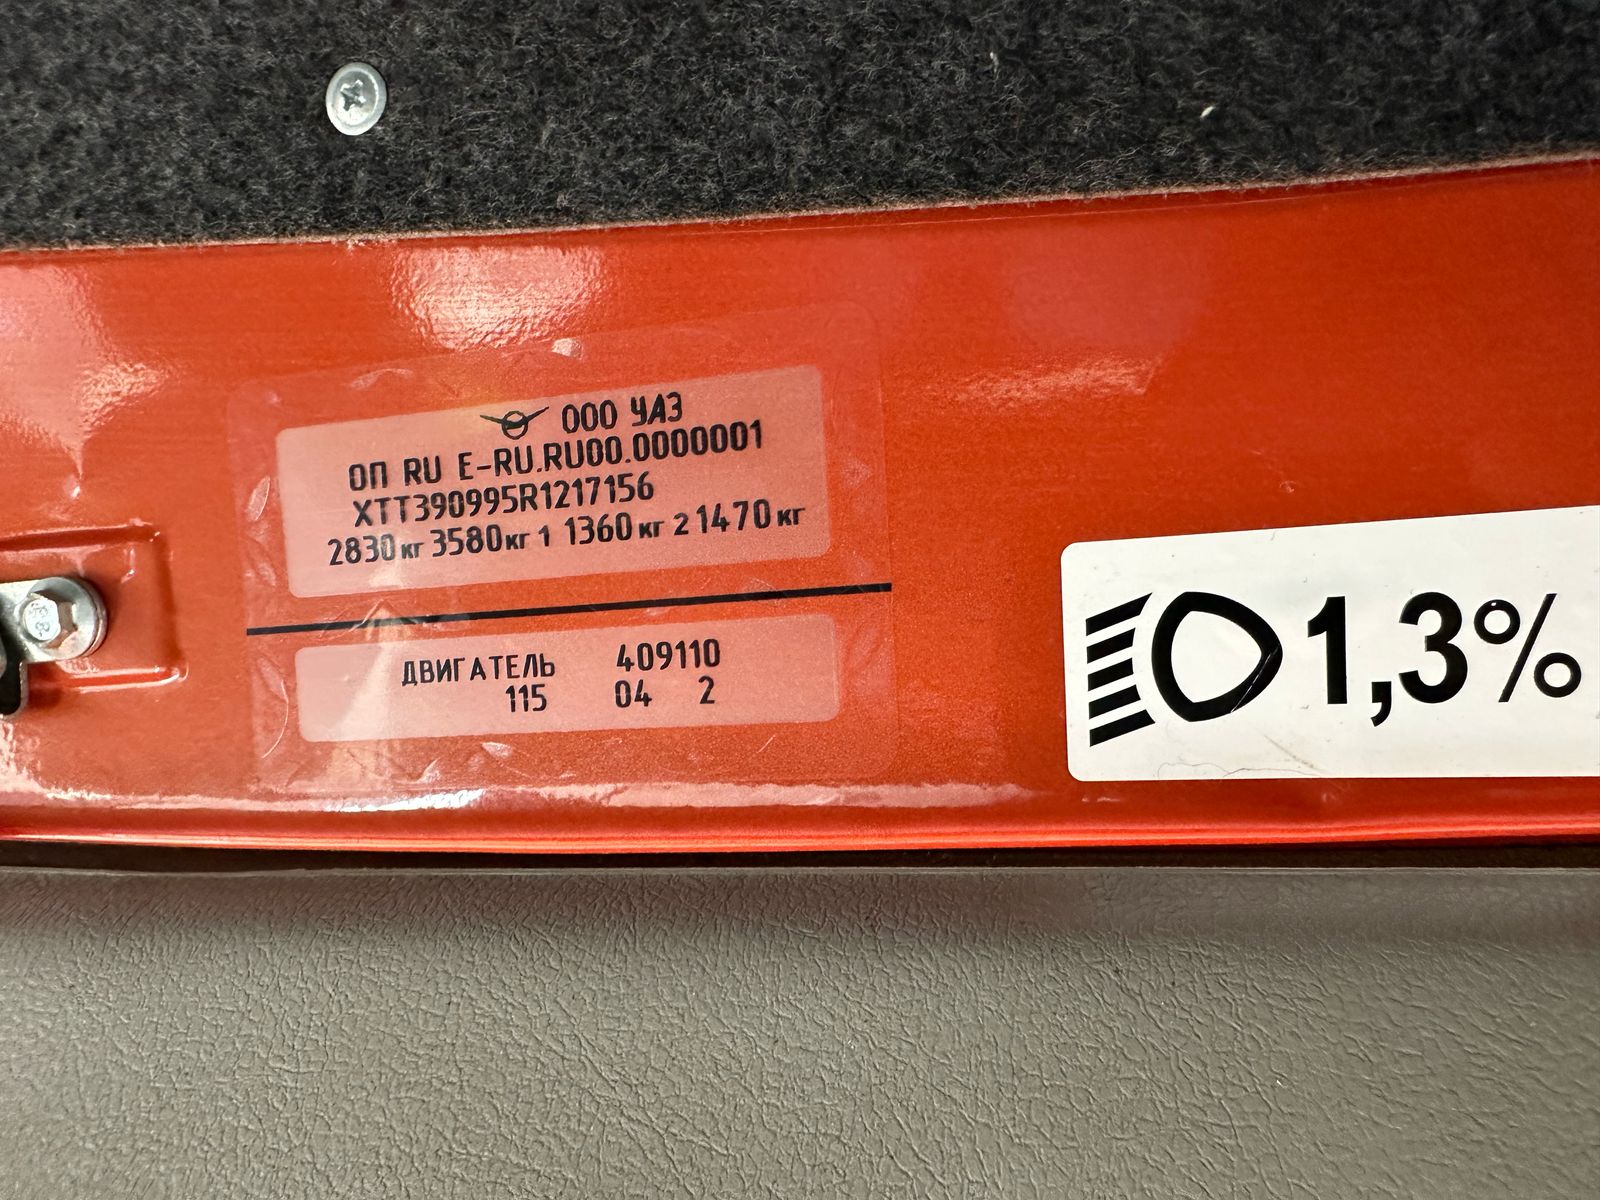 ООО УАЗ
ОП RU E-RU.RU00.0000001
XTT390995R1217156
2830кг 3580кг 1 1360кг 2 1470кг
ДВИГАТЕЛЬ 409110
115 04 2
1,3%